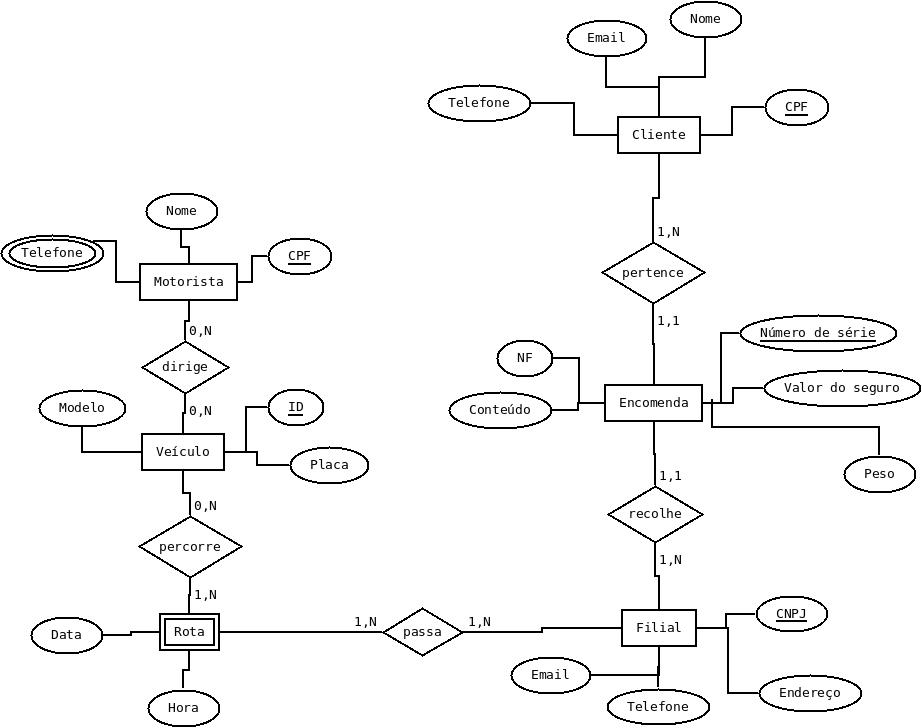 Nome
Email
Telefone
CPF
Cliente
Nome
1,N
Telefone
CPF
pertence
Motorista
1,1
0,N
Número de série
NF
dirige
Valor do seguro
Modelo
0,N
ID
Conteúdo
Encomenda
Veículo
Placa
Peso
1,1
0,N
recolhe
percorre
1,N
1,N
CNPJ
1,N
1,N
Data
Rota
passa
Filial
Email
Endereço
Hora
Telefone